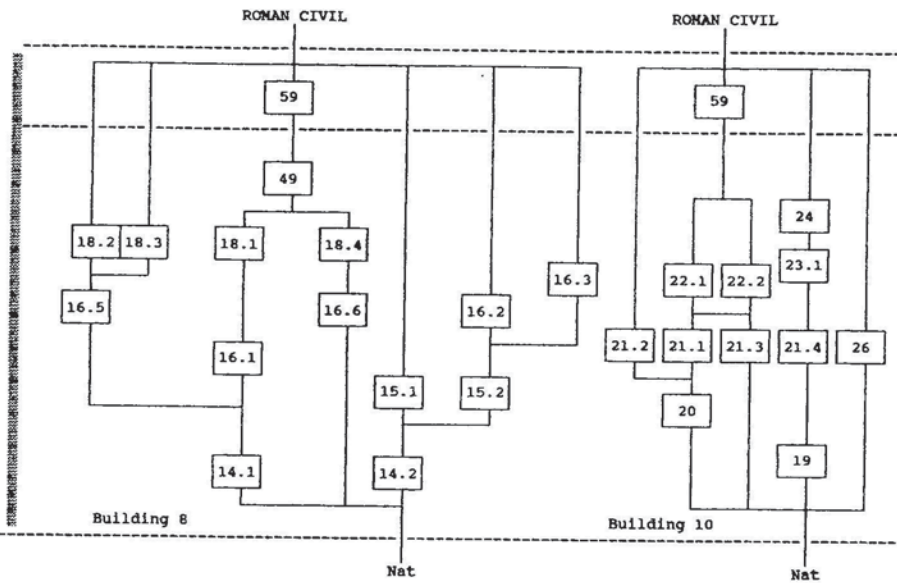 ROMAN CIVIL ROMAN CIVIL
59 59
49
18.2 18.3 18.1 18.4 24
16.5 16.6 16.2 16.3 22.1 22.2 23.1
16.1 21.2 21.1 21.3 21.4 26
15.1 15.2 20
14.1 14.2 19
Building 8 Building 10
Nat Nat